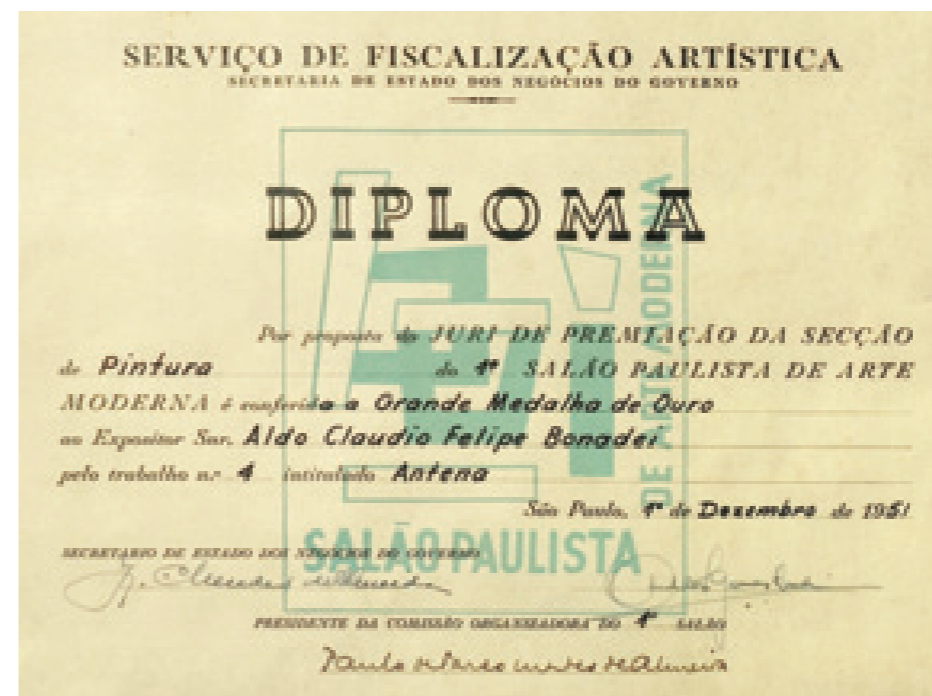 SERVIÇO DE FISCALIZAÇÃO ARTÍSTICA
SECRETARIA DE ESTADO DOS NEGÓCIOS DO GOVERNO
DIPLOMA
Por proposta do JURI DE PREMIAÇÃO DA SECÇÃO
de Pintura do 1º SALÃO PAULISTA DE ARTE
MODERNA é conferida a Grande Medalha de Ouro
ao Expositor Snr. Aldo Claudio Felipe Bonadei
pelo trabalho n.º 4 intitulado Antena
São Paulo, 1º de Dezembro de 1951
SALÃO PAULISTA
DE ARTE MODERNA
SECRETARIO DE ESTADO DOS NEGÓCIOS DO GOVERNO
PRESIDENTE DA COMISSÃO ORGANIZADORA DO 1º SALÃO